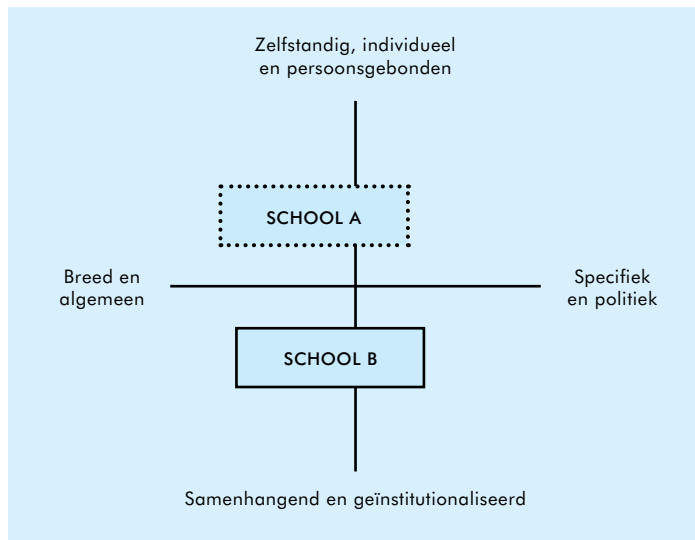 Zelfstandig, individueel
en persoonsgebonden
SCHOOL A
Breed en
algemeen
Specifiek
en politiek
SCHOOL B
Samenhangend en geïnstitutionaliseerd